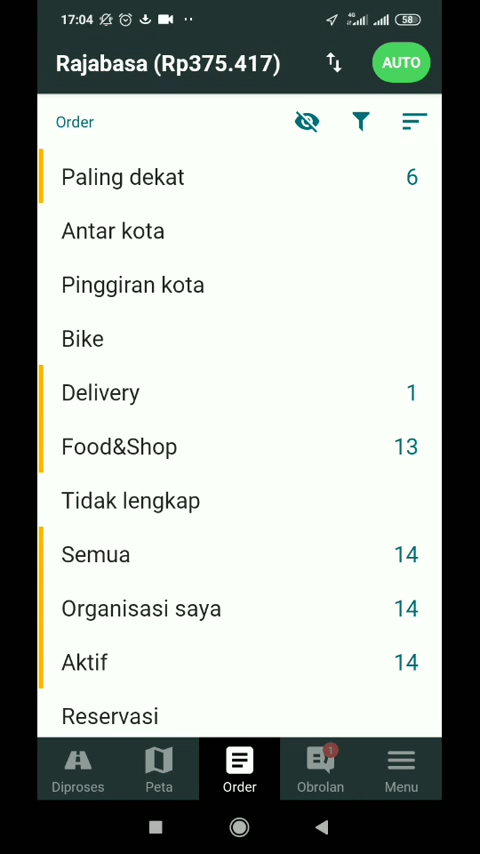 17:04
4G
58
Rajabasa (Rp375.417)
AUTO
Order
Paling dekat 6
Antar kota
Pinggiran kota
Bike
Delivery 1
Food&Shop 13
Tidak lengkap
Semua 14
Organisasi saya 14
Aktif 14
Reservasi
1
Diproses Peta Order Obrolan Menu